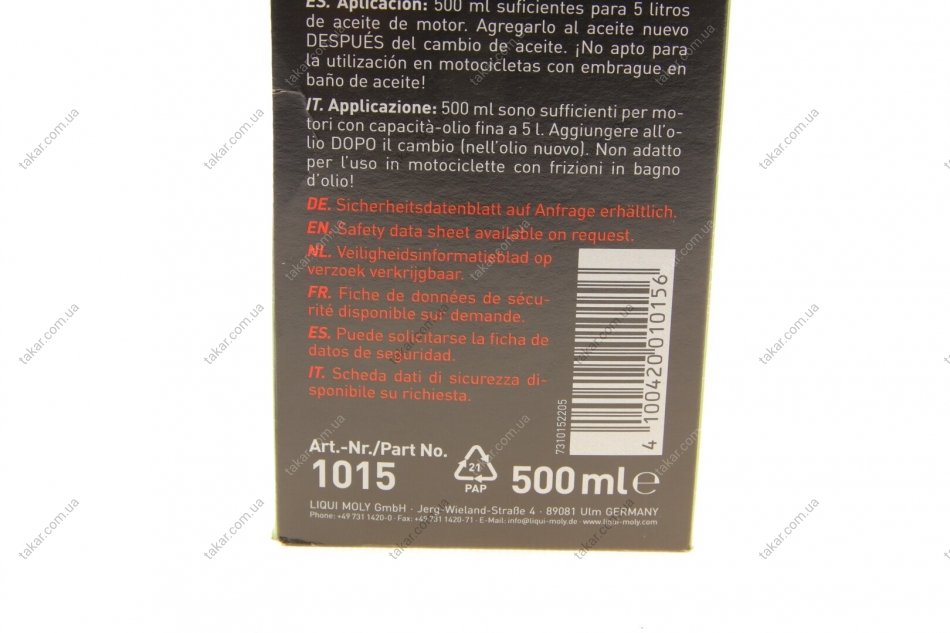 ES. Aplicación: 500 ml suficientes para 5 litros
de aceite de motor. Agregarlo al aceite nuevo
DESPUÉS del cambio de aceite. ¡No apto para
la utilización en motocicletas con embrague en
baño de aceite!
IT. Applicazione: 500 ml sono sufficienti per mo-
tori con capacità-olio fina a 5 l. Aggiungere all'o-
lio DOPO il cambio (nell'olio nuovo). Non adatto
per l'uso in motociclette con frizioni in bagno
d'olio!
DE. Sicherheitsdatenblatt auf Anfrage erhältlich.
EN. Safety data sheet available on request.
NL. Veiligheidsinformatieblad op
verzoek verkrijgbaar.
FR. Fiche de données de sécu-
rité disponible sur demande.
ES. Puede solicitarse la ficha de
datos de seguridad.
IT. Scheda dati di sicurezza di-
sponibile su richiesta.
7310152205
4 100420 010156
Art.-Nr./Part No.
1015
21
PAP
500 ml e
LIQUI MOLY GmbH · Jerg-Wieland-Straße 4 · 89081 Ulm GERMANY
Phone: +49 731 1420-0 · Fax: +49 731 1420-71 · E-Mail: info@liqui-moly.de · www.liqui-moly.com
takar.com.ua